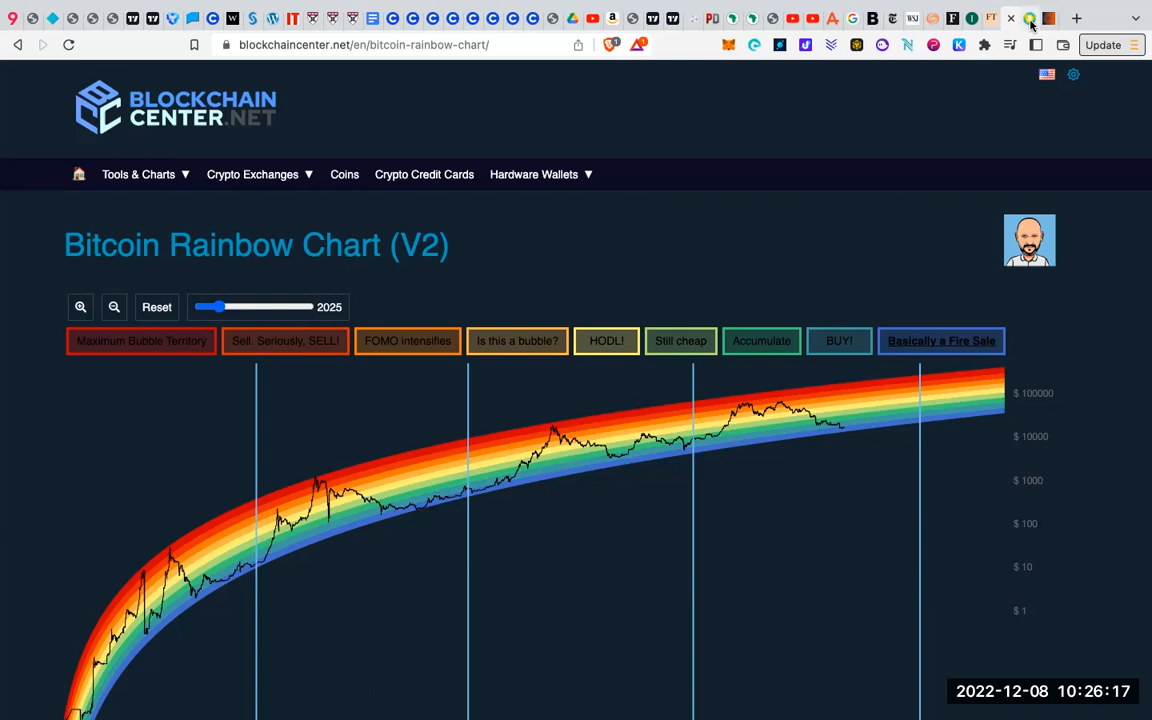 blockchaincenter.net/en/bitcoin-rainbow-chart/
Update
BLOCKCHAIN
CENTER.NET
Tools & Charts ▼ Crypto Exchanges ▼ Coins Crypto Credit Cards Hardware Wallets ▼
Bitcoin Rainbow Chart (V2)
Reset 2025
Maximum Bubble Territory Sell. Seriously, SELL! FOMO intensifies Is this a bubble? HODL! Still cheap Accumulate BUY! Basically a Fire Sale
$ 100000
$ 10000
$ 1000
$ 100
$ 10
$ 1
2022-12-08 10:26:17